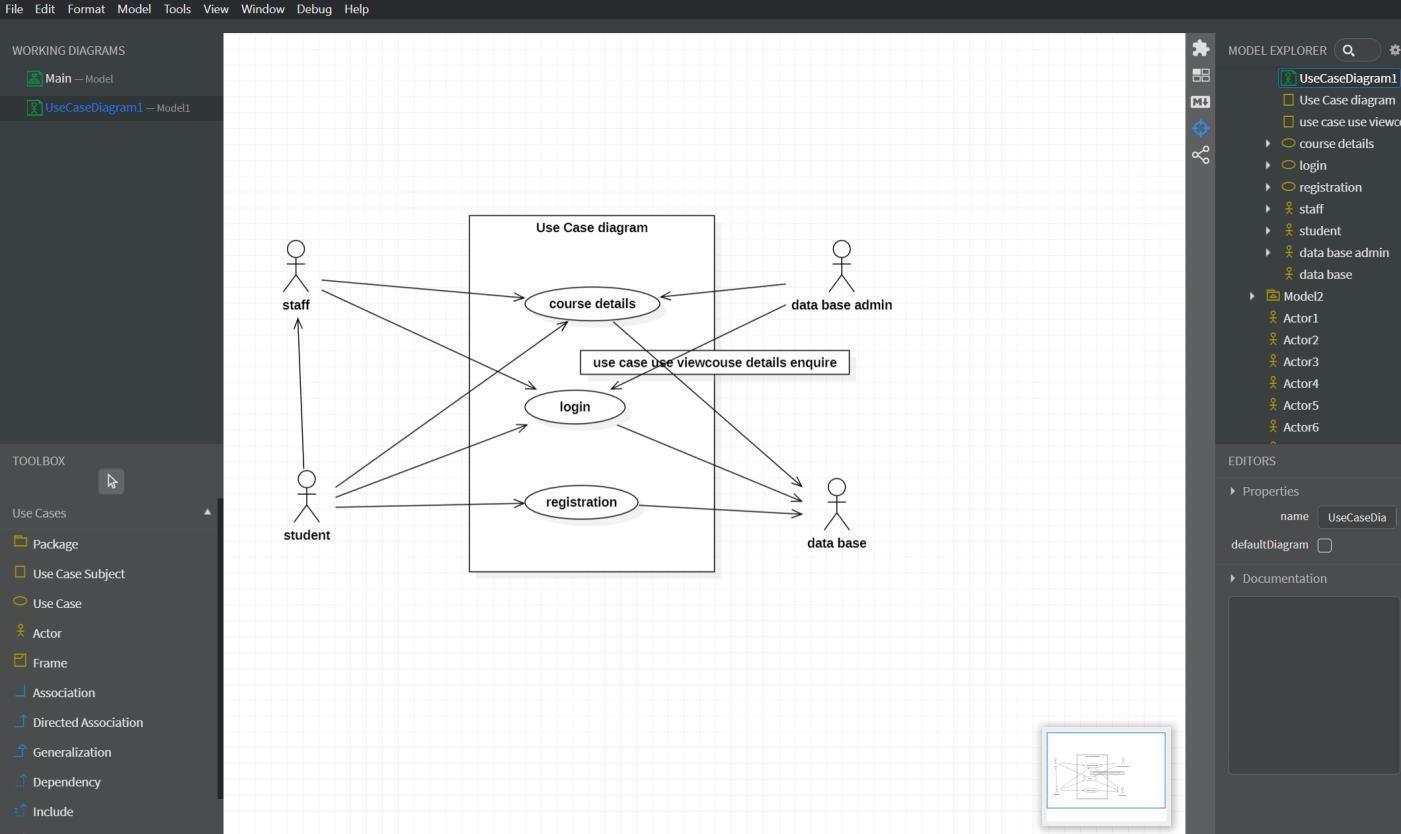 File Edit Format Model Tools View Window Debug Help
WORKING DIAGRAMS
Main — Model
UseCaseDiagram1 — Model1
TOOLBOX
Use Cases
Package
Use Case Subject
Use Case
Actor
Frame
Association
Directed Association
Generalization
Dependency
Include
Use Case diagram
staff
course details
data base admin
use case use viewcouse details enquire
login
registration
student
data base
M
MODEL EXPLORER
UseCaseDiagram1
Use Case diagram
use case use viewco
course details
login
registration
staff
student
data base admin
data base
Model2
Actor1
Actor2
Actor3
Actor4
Actor5
Actor6
EDITORS
Properties
name UseCaseDia
defaultDiagram
Documentation